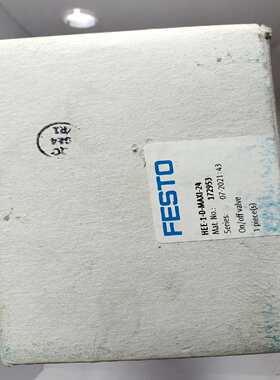 FESTO
HEE-1-D-MAXI-24
Mat. No.: 172953
Series: 07/2021:43
On/off valve
1 piece(s)